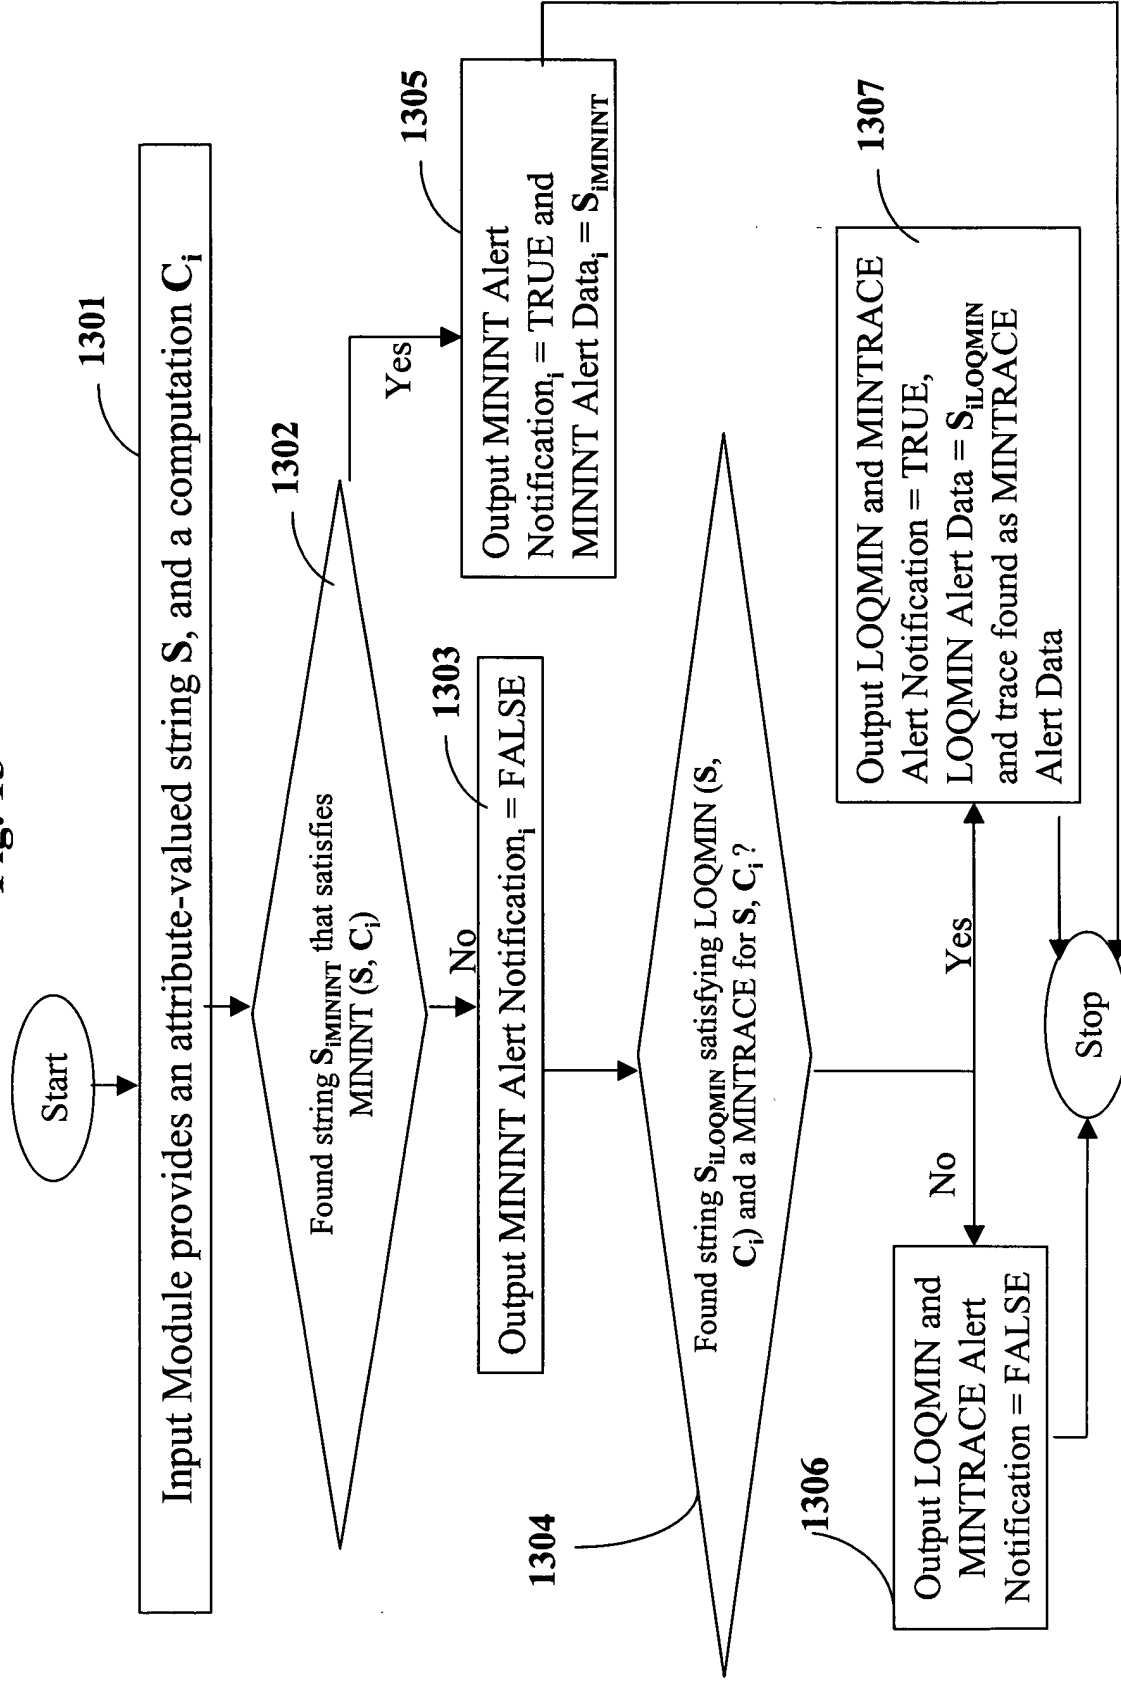 Start
1301
Input Module provides an attribute-valued string S, and a computation Ci
1302
Found string SiMININT that satisfies
MININT (S, Ci)
Yes
1305
Output MININT Alert
Notificationi = TRUE and
MININT Alert Datai = SiMININT
No
1303
Output MININT Alert Notificationi = FALSE
1304
Found string SiLOQMIN satisfying LOQMIN (S,
Ci) and a MINTRACE for S, Ci ?
No
Yes
1306
Output LOQMIN and
MINTRACE Alert
Notification = FALSE
1307
Output LOQMIN and MINTRACE
Alert Notification = TRUE,
LOQMIN Alert Data = SiLOQMIN
and trace found as MINTRACE
Alert Data
Stop